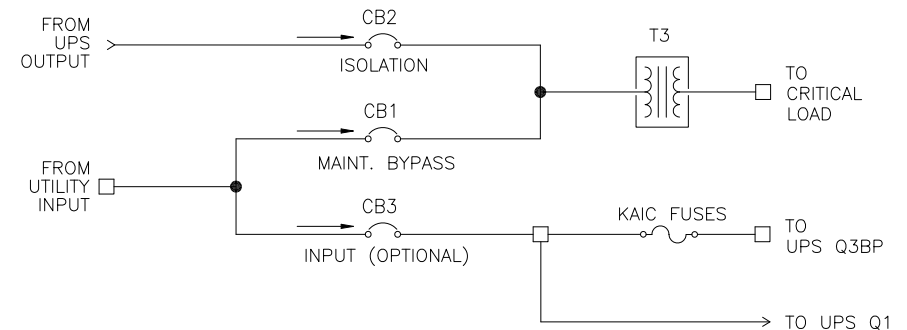 FROM
UPS
OUTPUT
CB2
ISOLATION
T3
TO
CRITICAL
LOAD
CB1
MAINT. BYPASS
FROM
UTILITY
INPUT
CB3
INPUT (OPTIONAL)
KAIC FUSES
TO
UPS Q3BP
TO UPS Q1